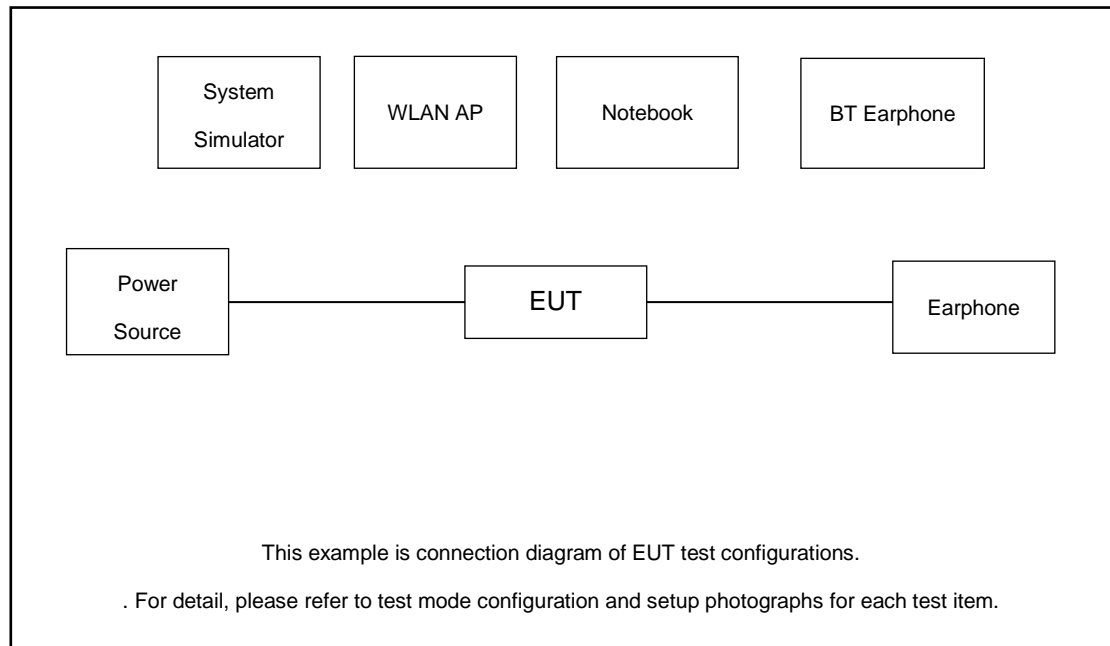 System
Simulator
WLAN AP
Notebook
BT Earphone
Power
Source
EUT
Earphone
This example is connection diagram of EUT test configurations.
. For detail, please refer to test mode configuration and setup photographs for each test item.